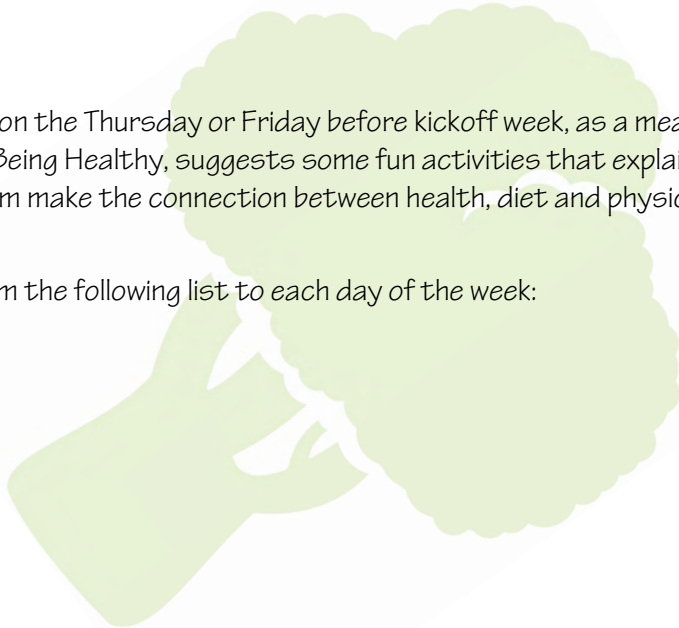 on the Thursday or Friday before kickoff week, as a mea
Being Healthy, suggests some fun activities that explai
m make the connection between health, diet and physic
m the following list to each day of the week: